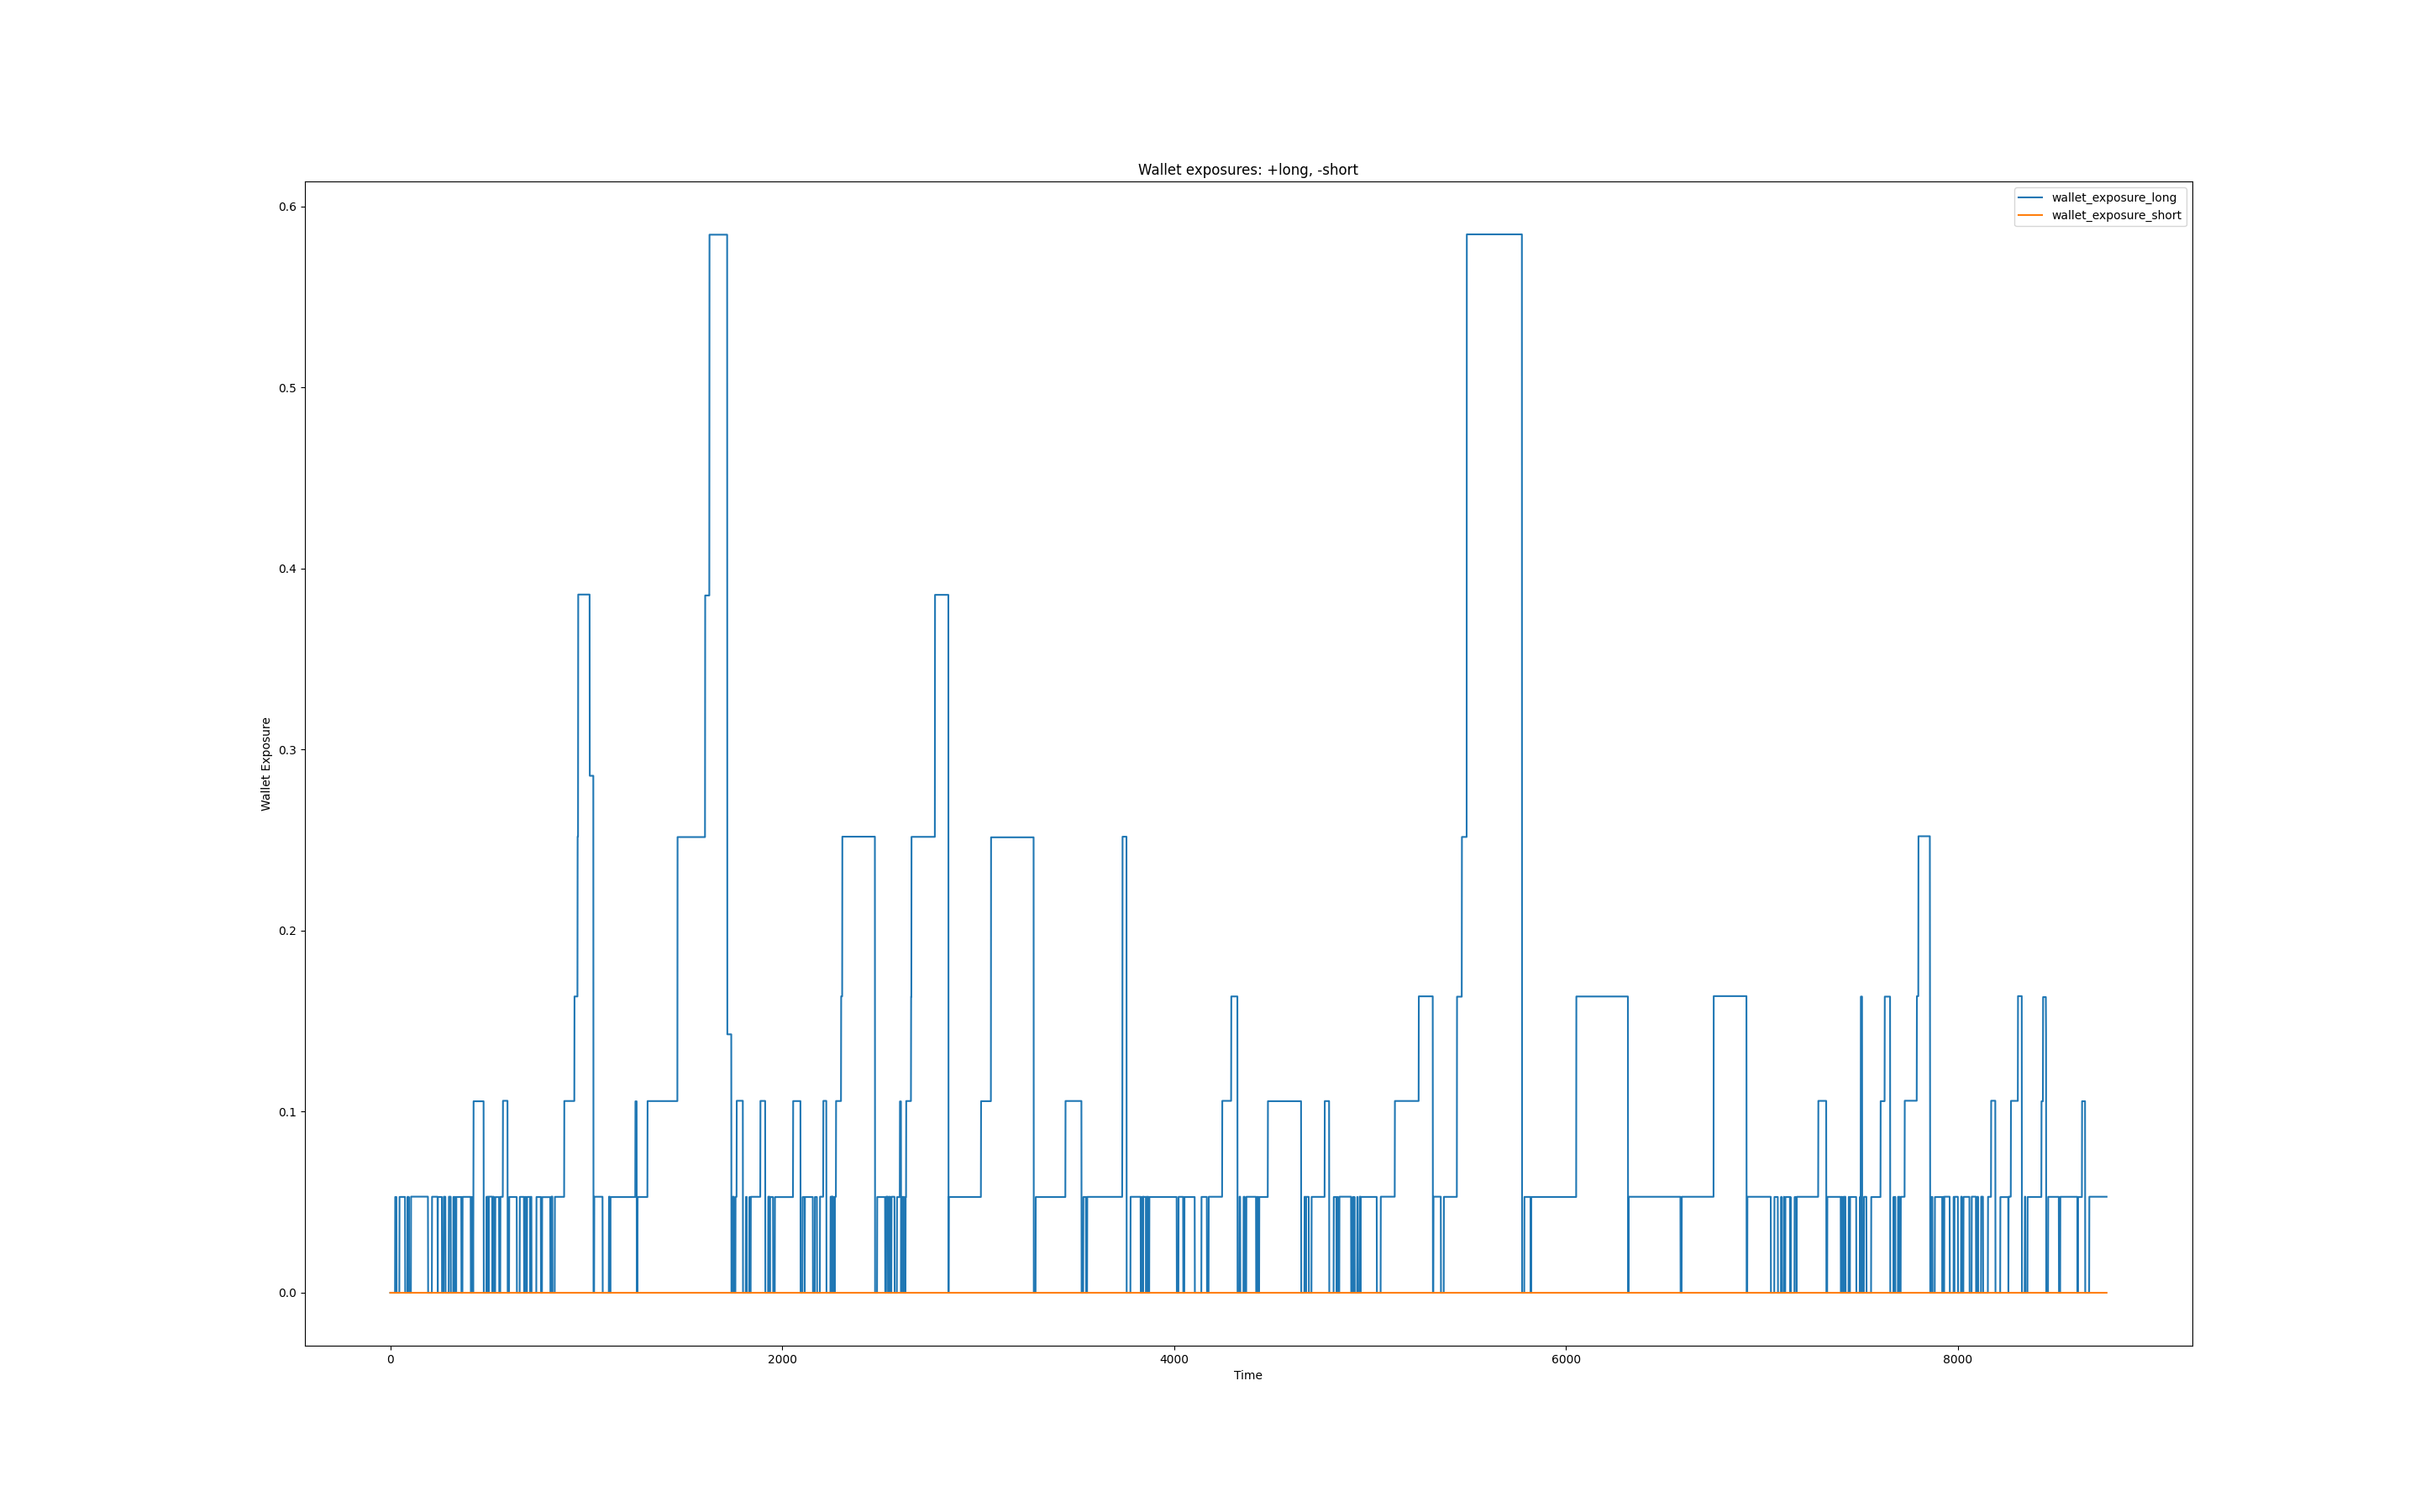 Wallet exposures: +long, -short
wallet_exposure_long
wallet_exposure_short
0.6
0.5
0.4
0.3
0.2
0.1
0.0
Wallet Exposure
0 2000 4000 6000 8000
Time